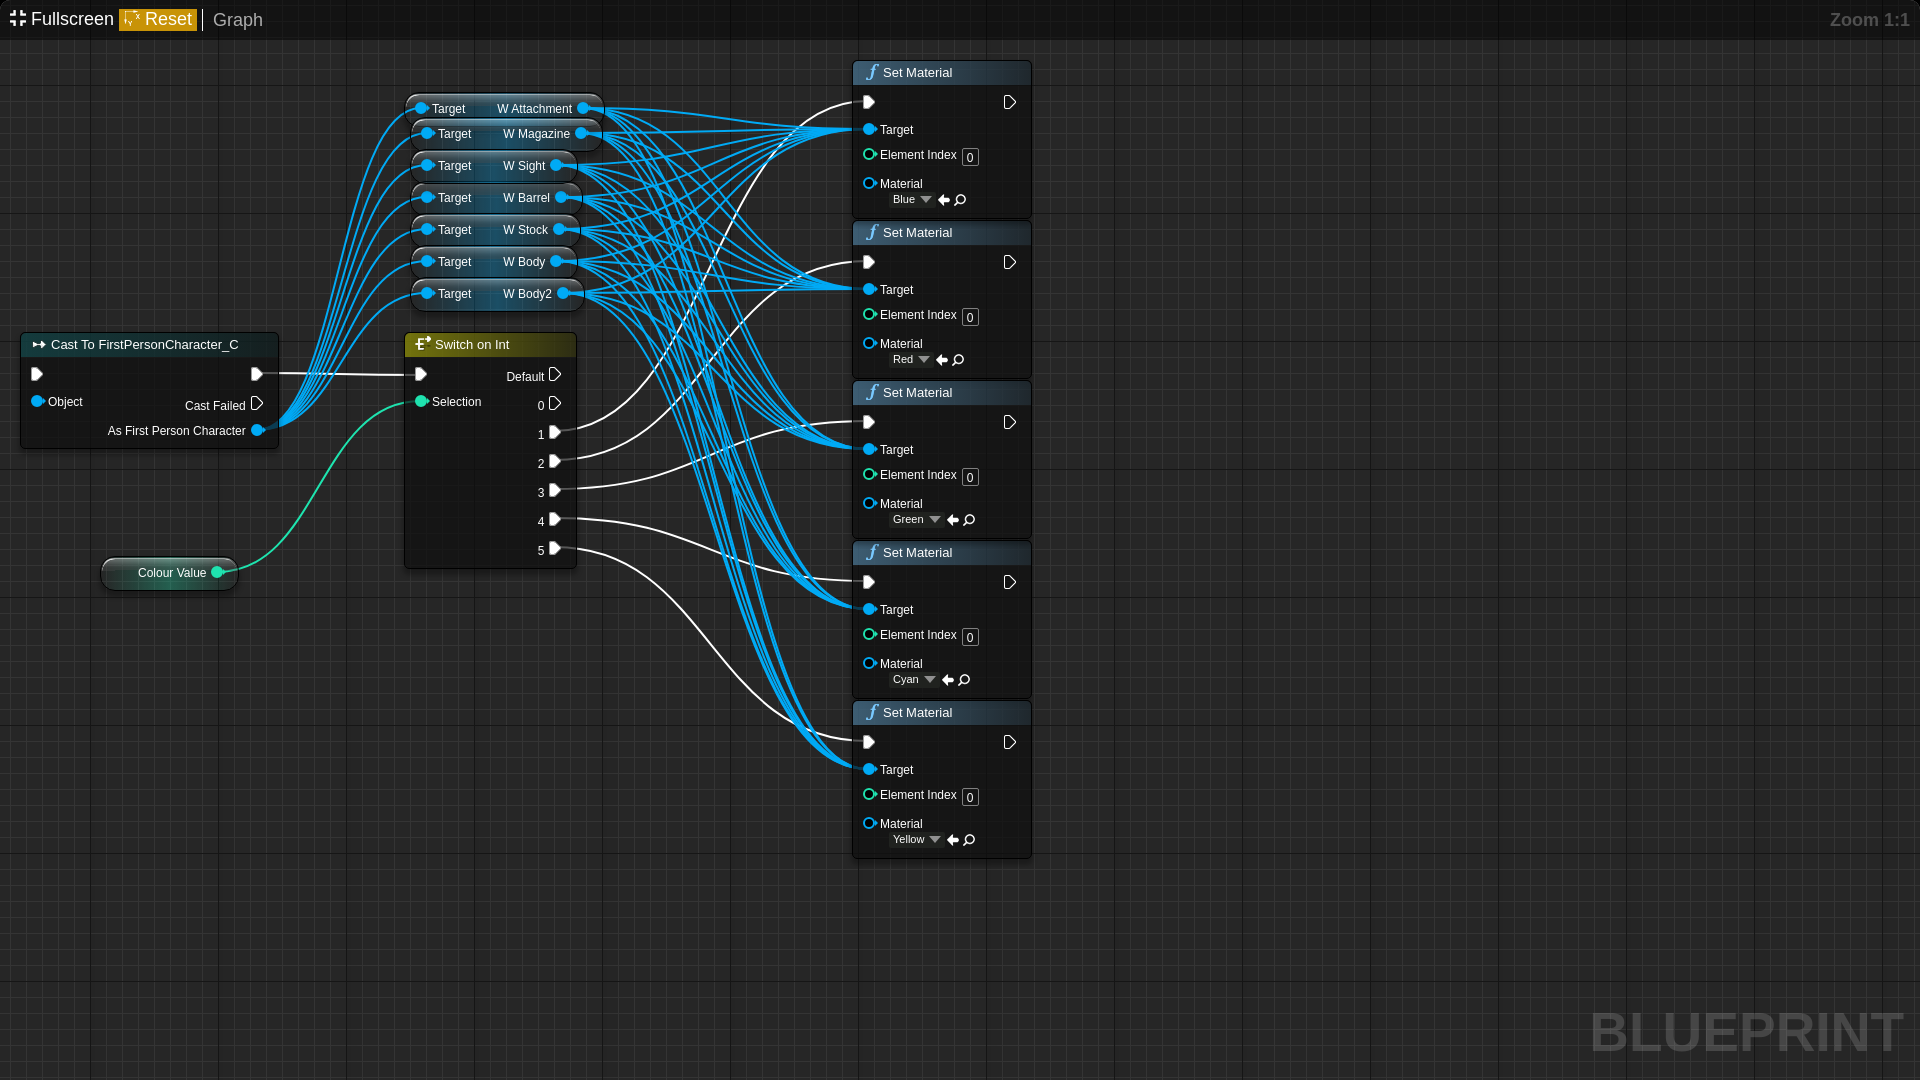 Fullscreen Reset Graph Zoom 1:1
Target W Attachment
Target W Magazine
Target W Sight
Target W Barrel
Target W Stock
Target W Body
Target W Body2
Cast To FirstPersonCharacter_C
Object
Cast Failed
As First Person Character
Colour Value
Switch on Int
Default
Selection
0
1
2
3
4
5
Set Material
Target
Element Index 0
Material
Blue
Set Material
Target
Element Index 0
Material
Red
Set Material
Target
Element Index 0
Material
Green
Set Material
Target
Element Index 0
Material
Cyan
Set Material
Target
Element Index 0
Material
Yellow
BLUEPRINT